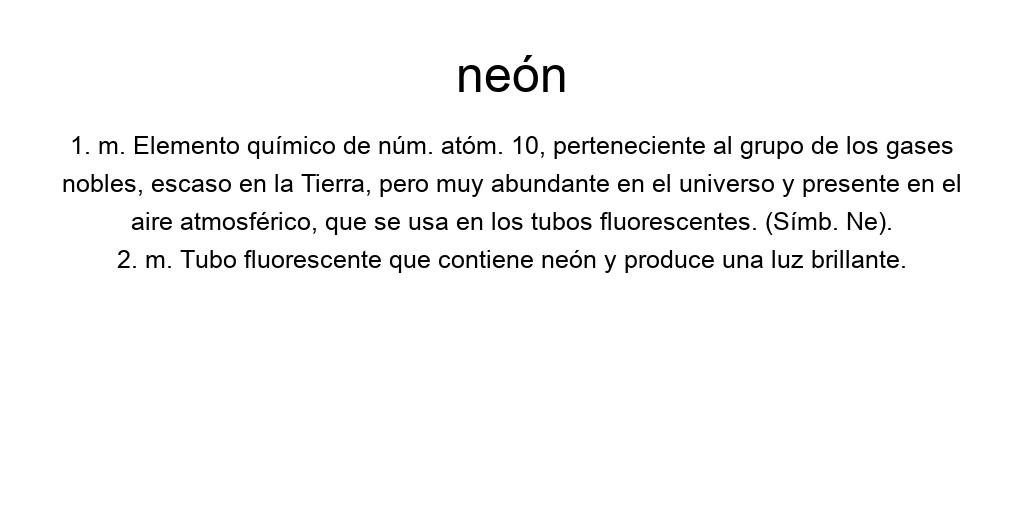 neón
1. m. Elemento químico de núm. atóm. 10, perteneciente al grupo de los gases
nobles, escaso en la Tierra, pero muy abundante en el universo y presente en el
aire atmosférico, que se usa en los tubos fluorescentes. (Símb. Ne).
2. m. Tubo fluorescente que contiene neón y produce una luz brillante.